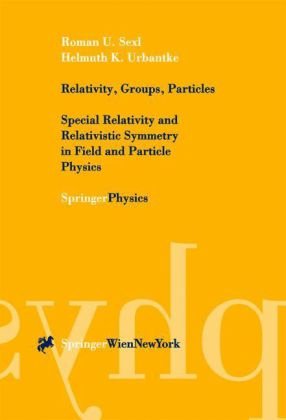 Roman U. Sexl
Helmuth K. Urbantke
Relativity, Groups, Particles
Special Relativity and
Relativistic Symmetry
in Field and Particle
Physics
SpringerPhysics
SpringerWienNewYork